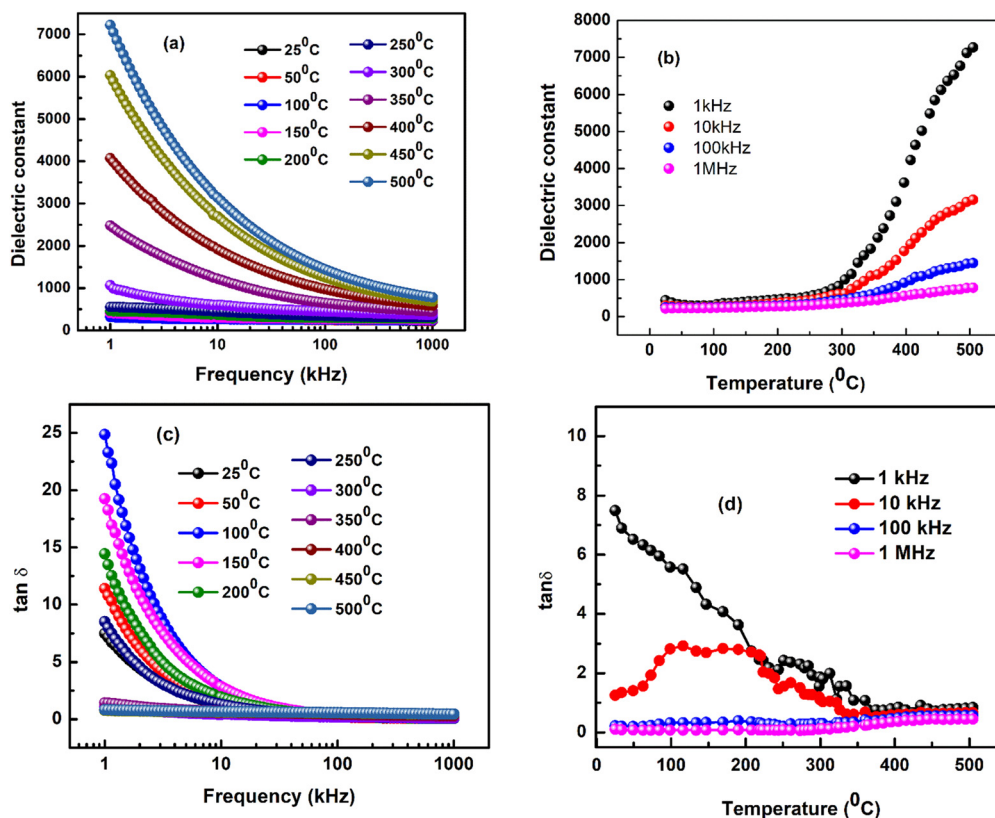 (a)
Dielectric constant
7000
6000
5000
4000
3000
2000
1000
0
25⁰C
50⁰C
100⁰C
150⁰C
200⁰C
250⁰C
300⁰C
350⁰C
400⁰C
450⁰C
500⁰C
1 10 100 1000
Frequency (kHz)
(b)
Dielectric constant
8000
7000
6000
5000
4000
3000
2000
1000
0
1kHz
10kHz
100kHz
1MHz
0 100 200 300 400 500
Temperature (⁰C)
(c)
tan δ
25
20
15
10
5
0
25⁰C
50⁰C
100⁰C
150⁰C
200⁰C
250⁰C
300⁰C
350⁰C
400⁰C
450⁰C
500⁰C
1 10 100 1000
Frequency (kHz)
(d)
tanδ
10
8
6
4
2
0
1 kHz
10 kHz
100 kHz
1 MHz
0 100 200 300 400 500
Temperature (⁰C)